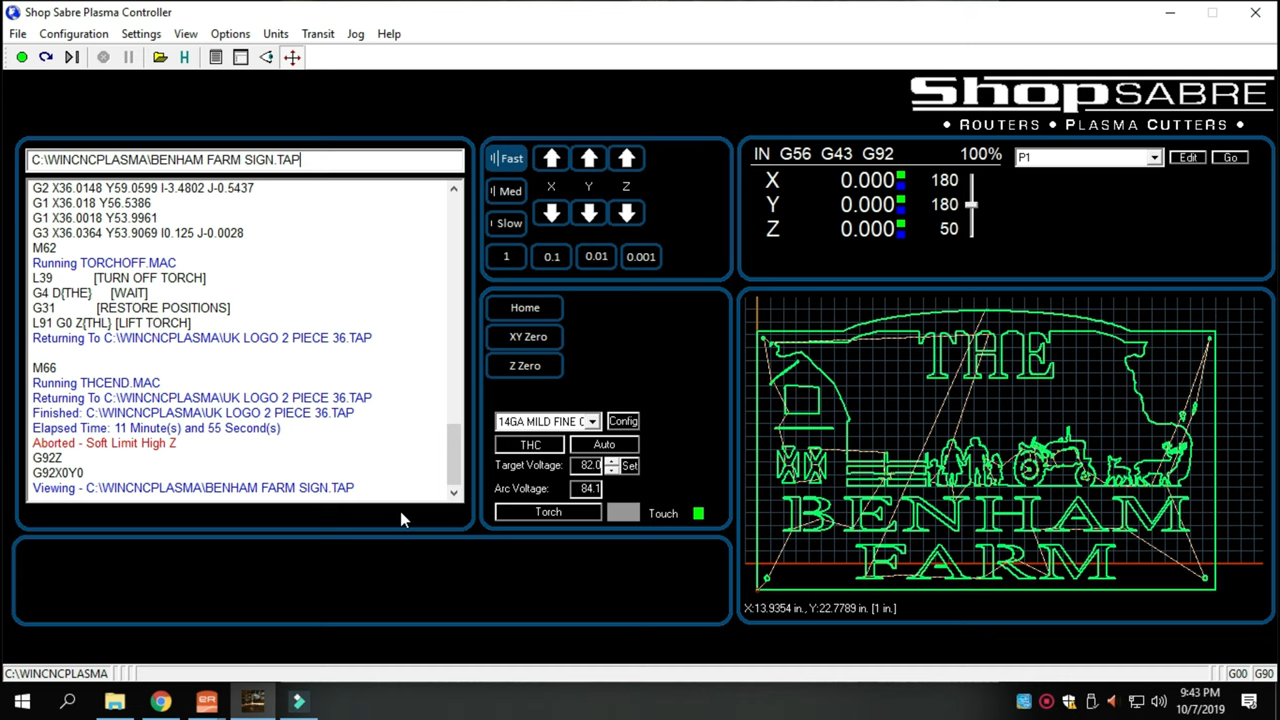 Shop Sabre Plasma Controller
File Configuration Settings View Options Units Transit Jog Help
H
ShopSABRE
• ROUTERS • PLASMA CUTTERS •
C:\WINCNCPLASMA\BENHAM FARM SIGN.TAP
G2 X36.0148 Y59.0599 I-3.4802 J-0.5437
G1 X36.018 Y56.5386
G1 X36.0018 Y53.9961
G3 X36.0364 Y53.9069 I0.125 J-0.0028
M62
Running TORCHOFF.MAC
L39 [TURN OFF TORCH]
G4 D{THE} [WAIT]
G31 [RESTORE POSITIONS]
L91 G0 Z{THL} [LIFT TORCH]
Returning To C:\WINCNCPLASMA\UK LOGO 2 PIECE 36.TAP
M66
Running THCEND.MAC
Returning To C:\WINCNCPLASMA\UK LOGO 2 PIECE 36.TAP
Finished: C:\WINCNCPLASMA\UK LOGO 2 PIECE 36.TAP
Elapsed Time: 11 Minute(s) and 55 Second(s)
Aborted - Soft Limit High Z
G92Z
G92X0Y0
Viewing - C:\WINCNCPLASMA\BENHAM FARM SIGN.TAP
Fast
Med
Slow
X Y Z
1 0.1 0.01 0.001
IN G56 G43 G92 100%
X 0.000 180
Y 0.000 180
Z 0.000 50
P1 Edit Go
Home
XY Zero
Z Zero
14GA MILD FINE Config
THC Auto
Target Voltage: 82.0 Set
Arc Voltage: 84.1
Torch Touch
THE
BENHAM
FARM
X:13.9354 in., Y:22.7789 in. [1 in.]
C:\WINCNCPLASMA G00 G90
9:43 PM
10/7/2019